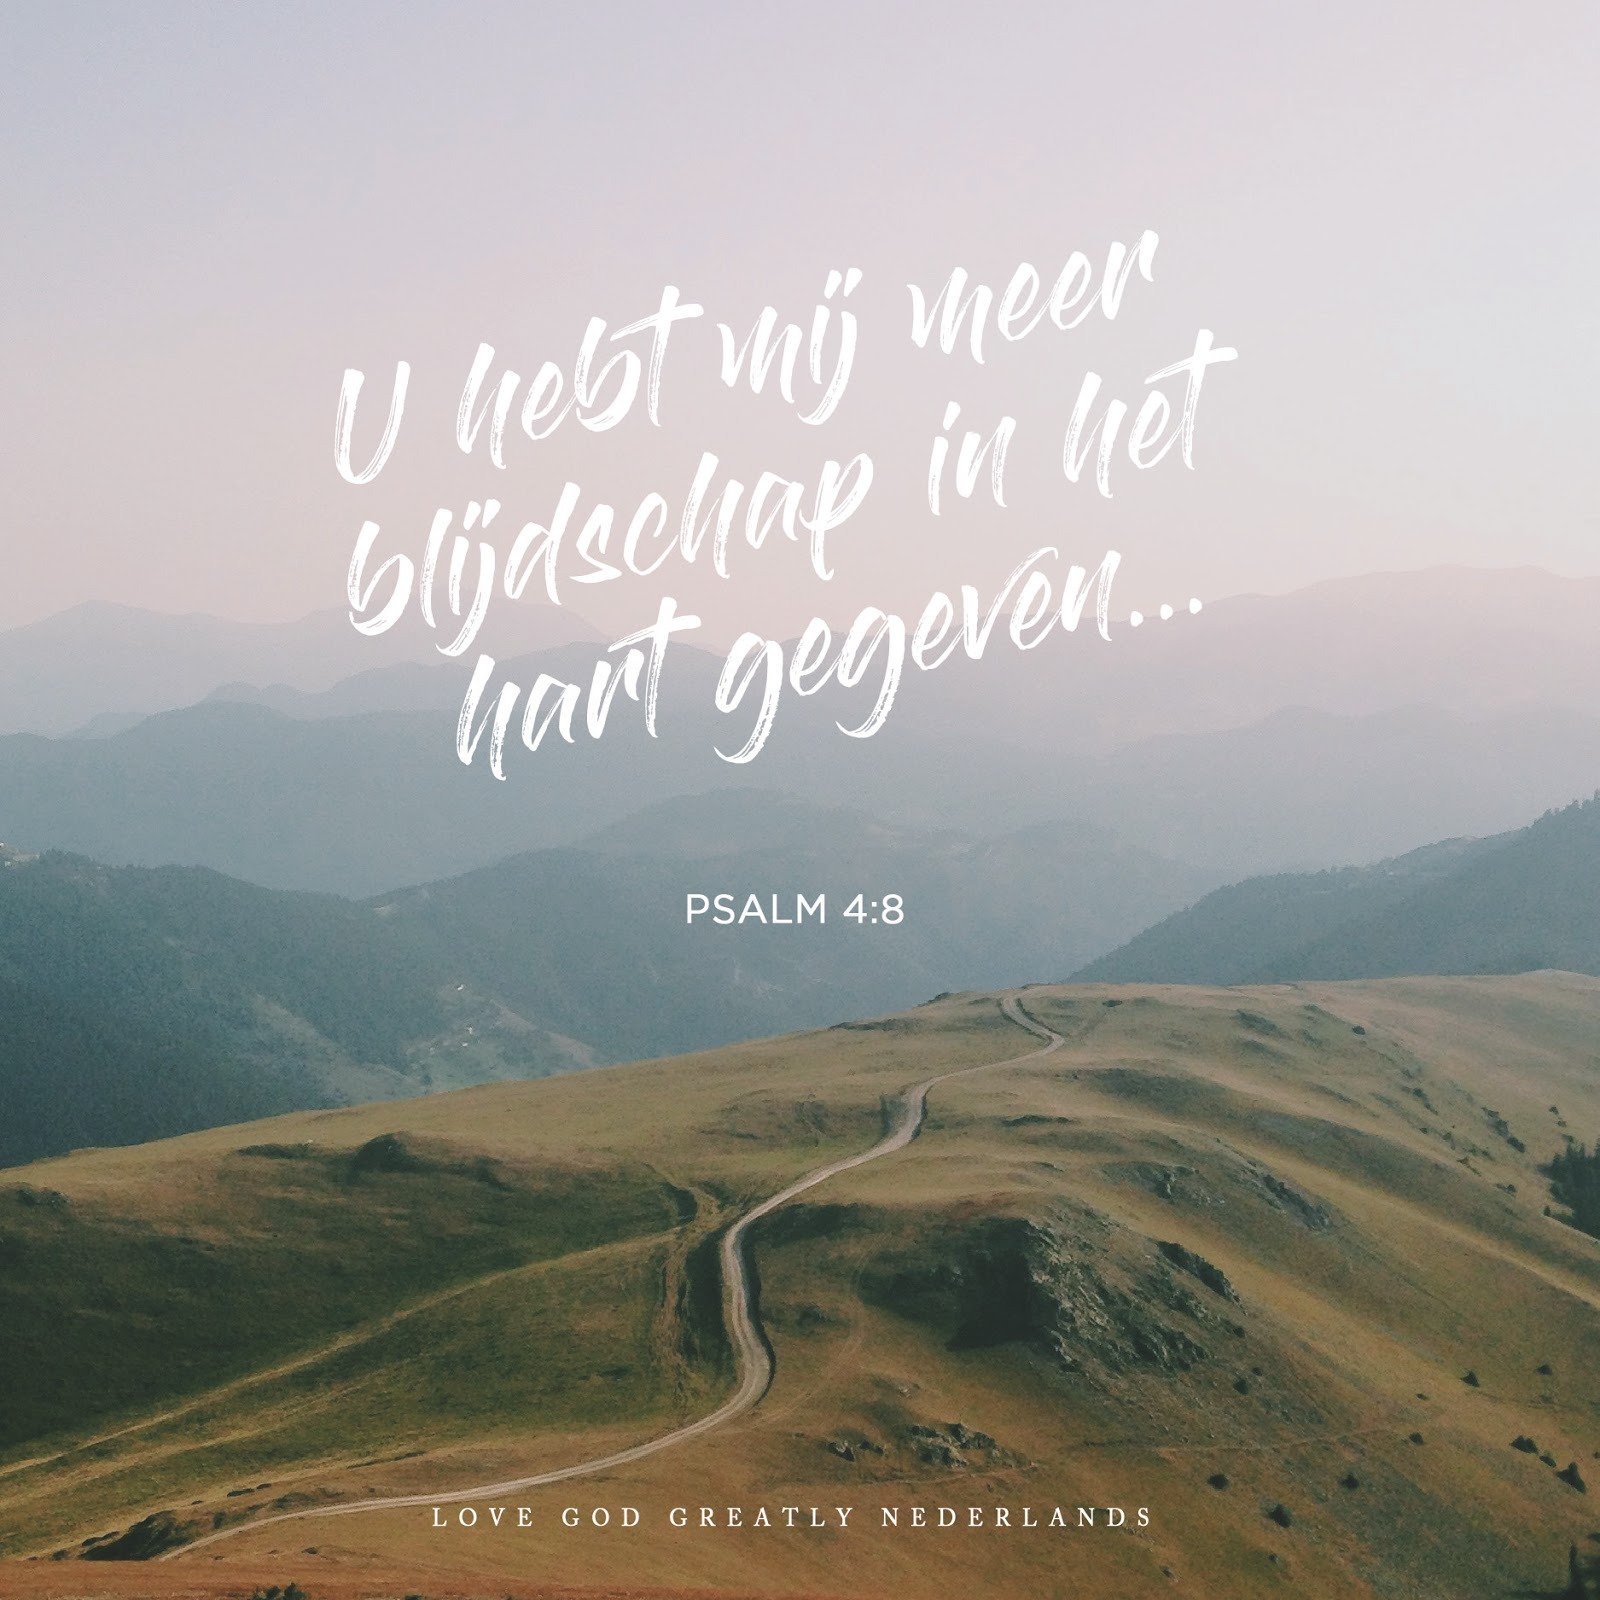 U hebt mij meer
blijdschap in het
hart gegeven...
PSALM 4:8
LOVE GOD GREATLY NEDERLANDS